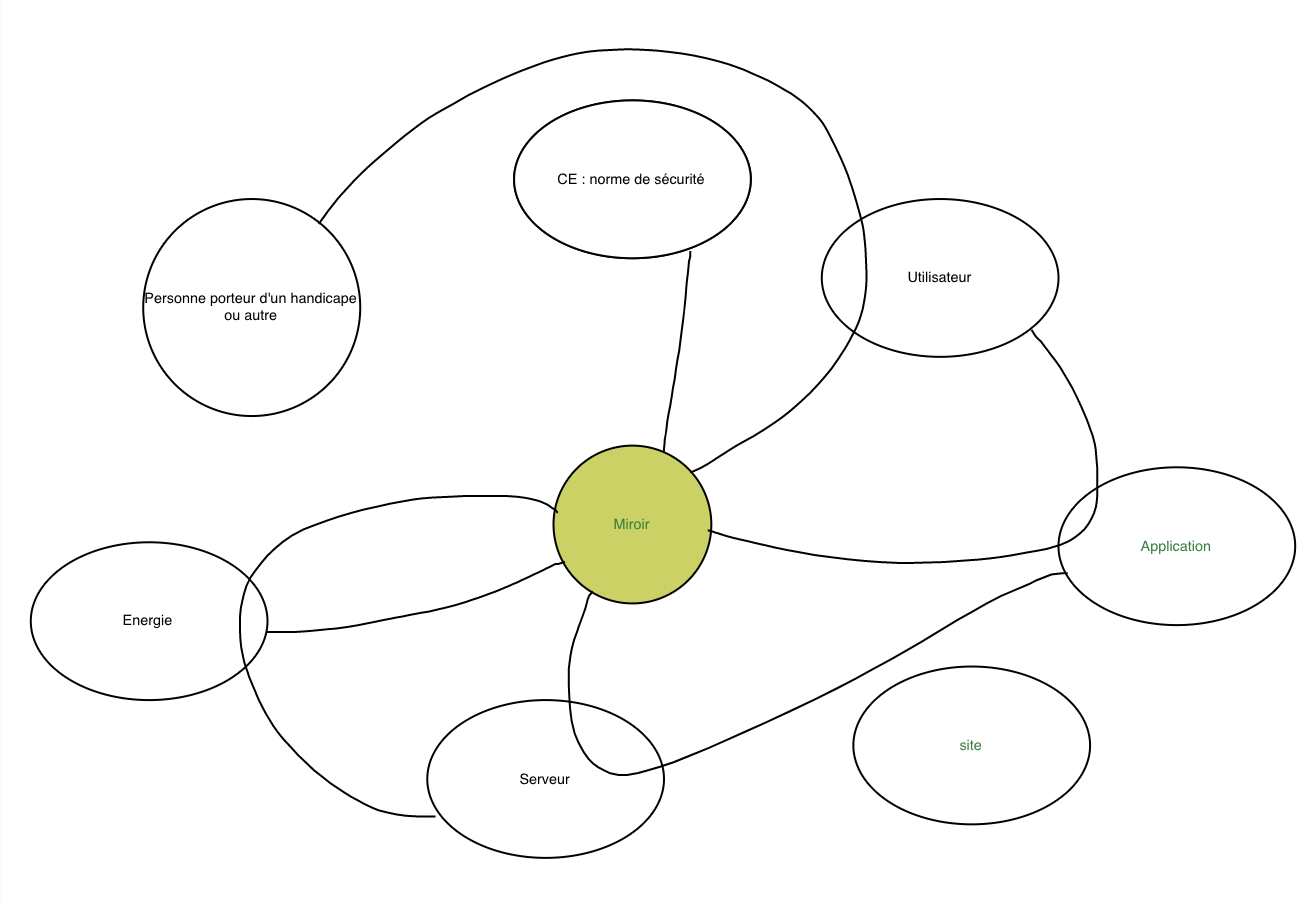 CE : norme de sécurité
Utilisateur
Personne porteur d'un handicape
ou autre
Miroir
Application
Energie
site
Serveur